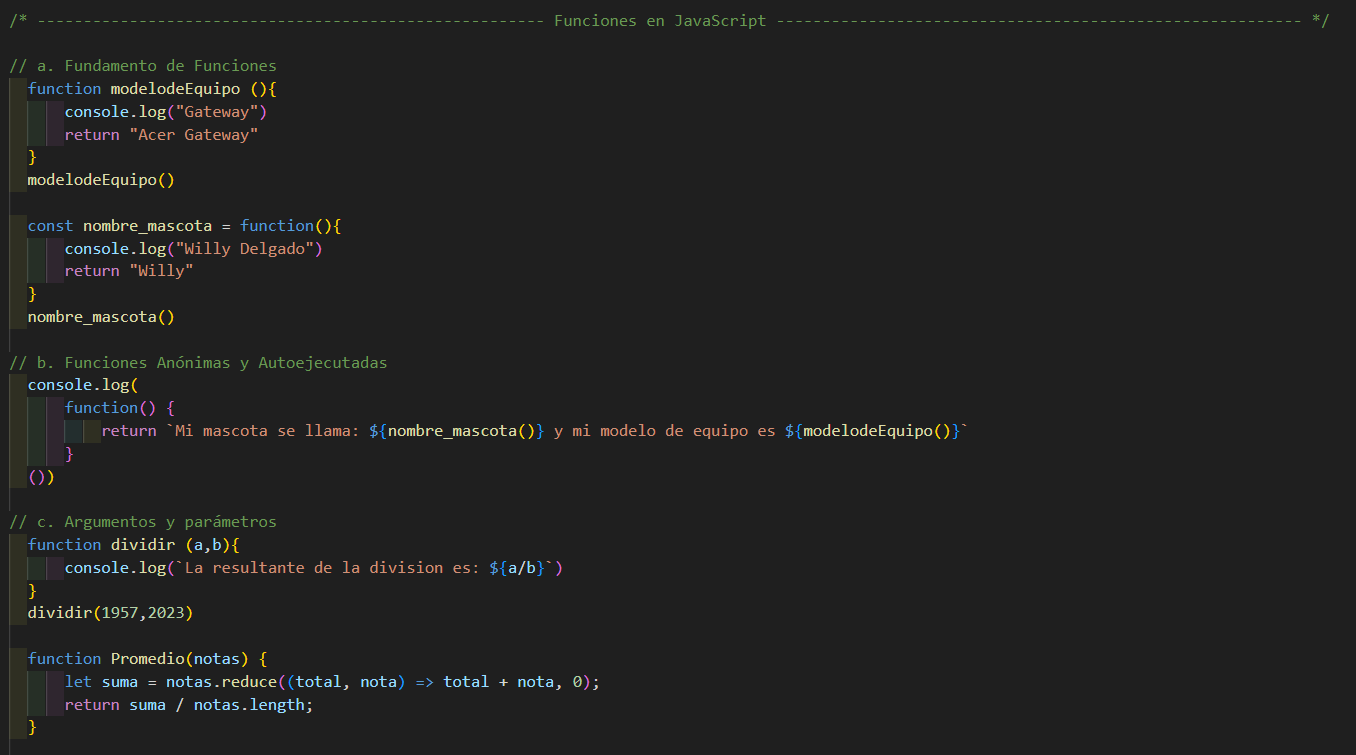 /* ------------------------------------------------------- Funciones en JavaScript --------------------------------------------------------- */
// a. Fundamento de Funciones
function modelodeEquipo (){
console.log("Gateway")
return "Acer Gateway"
}
modelodeEquipo()
const nombre_mascota = function(){
console.log("Willy Delgado")
return "Willy"
}
nombre_mascota()
// b. Funciones Anónimas y Autoejecutadas
console.log(
function() {
return `Mi mascota se llama: ${nombre_mascota()} y mi modelo de equipo es ${modelodeEquipo()}`
}
())
// c. Argumentos y parámetros
function dividir (a,b){
console.log(`La resultante de la division es: ${a/b}`)
}
dividir(1957,2023)
function Promedio(notas) {
let suma = notas.reduce((total, nota) => total + nota, 0);
return suma / notas.length;
}